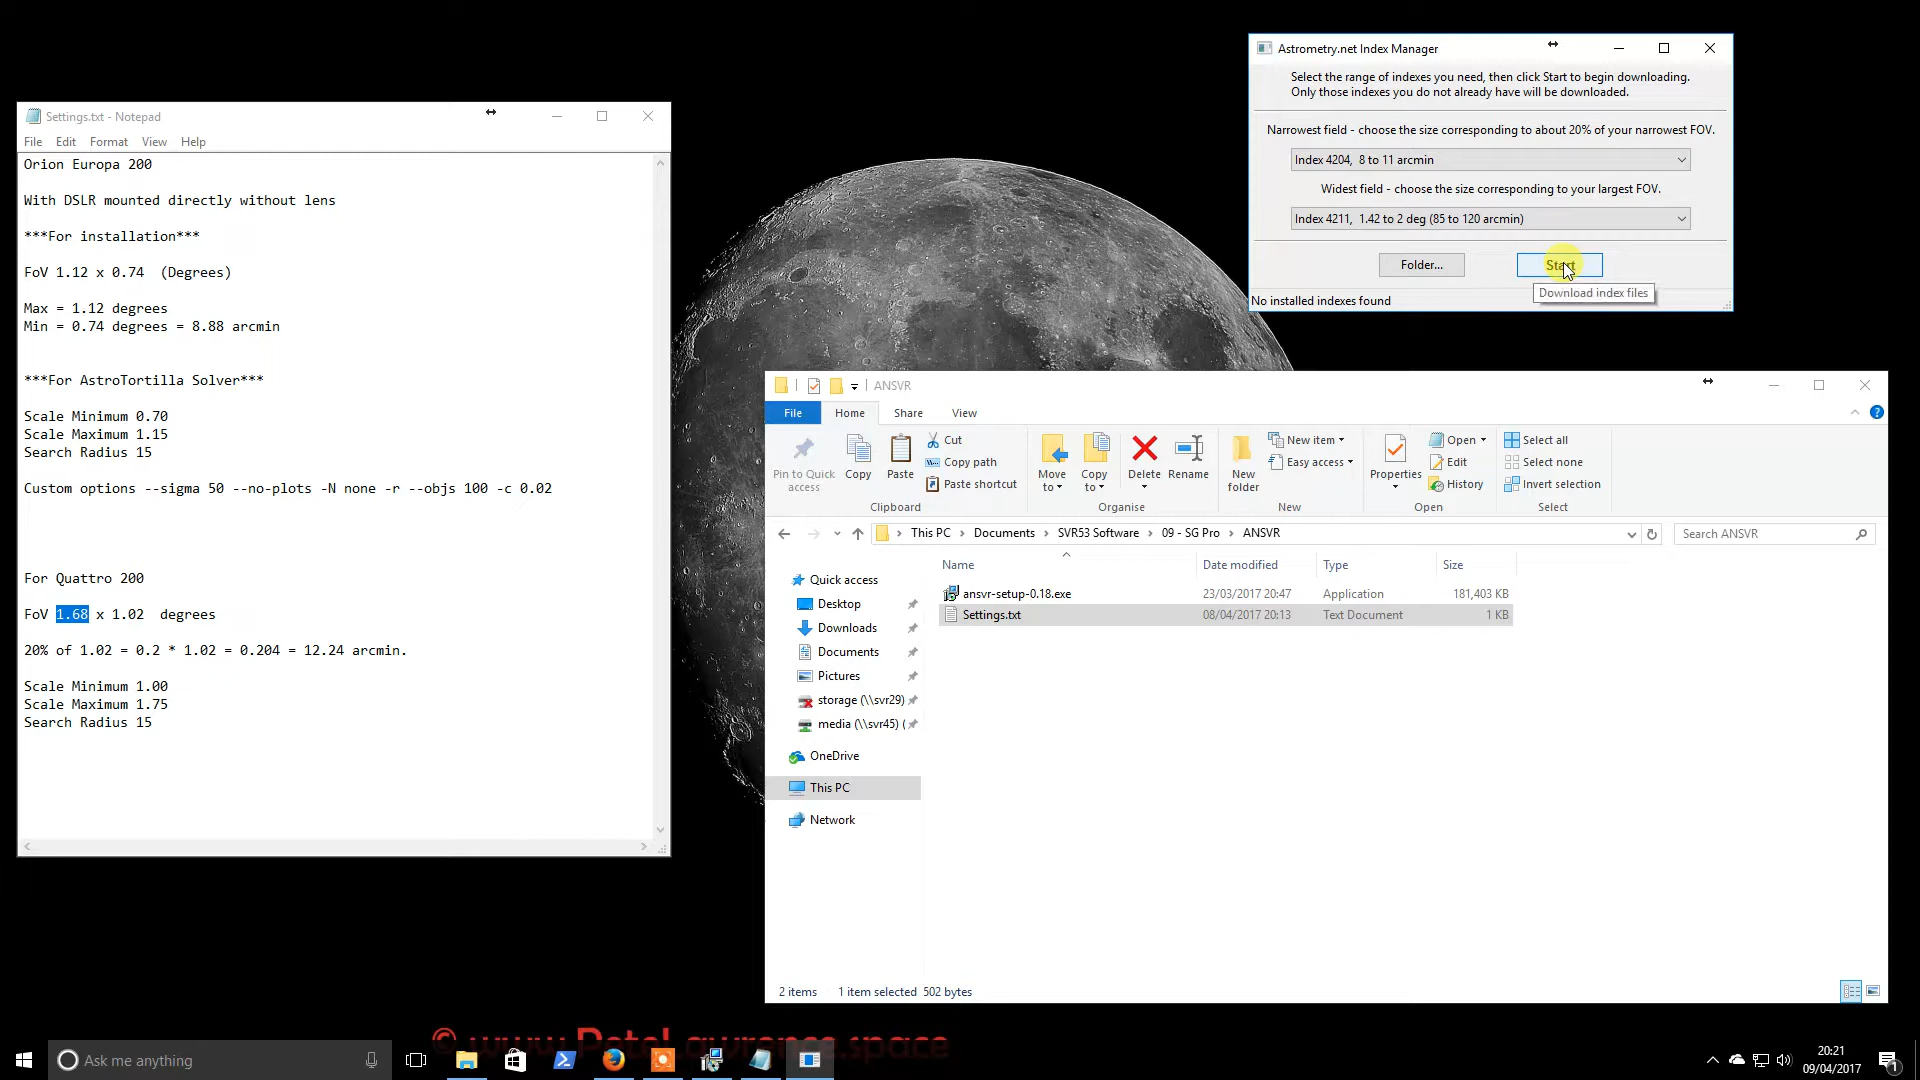 Settings.txt - Notepad
File Edit Format View Help
Orion Europa 200
With DSLR mounted directly without lens
***For installation***
FoV 1.12 x 0.74  (Degrees)
Max = 1.12 degrees
Min = 0.74 degrees = 8.88 arcmin
***For AstroTortilla Solver***
Scale Minimum 0.70
Scale Maximum 1.15
Search Radius 15
Custom options --sigma 50 --no-plots -N none -r --objs 100 -c 0.02
For Quattro 200
FoV 1.68 x 1.02  degrees
20% of 1.02 = 0.2 * 1.02 = 0.204 = 12.24 arcmin.
Scale Minimum 1.00
Scale Maximum 1.75
Search Radius 15
Astrometry.net Index Manager
Select the range of indexes you need, then click Start to begin downloading.
Only those indexes you do not already have will be downloaded.
Narrowest field - choose the size corresponding to about 20% of your narrowest FOV.
Index 4204,  8 to 11 arcmin
Widest field - choose the size corresponding to your largest FOV.
Index 4211,  1.42 to 2 deg (85 to 120 arcmin)
Folder... Start
Download index files
No installed indexes found
ANSVR
File Home Share View
Pin to Quick access
Copy
Paste
Cut
Copy path
Paste shortcut
Clipboard
Move to
Copy to
Delete
Rename
Organise
New folder
New item
Easy access
New
Properties
Open
Edit
History
Open
Select all
Select none
Invert selection
Select
This PC Documents SVR53 Software 09 - SG Pro ANSVR
Search ANSVR
Name Date modified Type Size
ansvr-setup-0.18.exe 23/03/2017 20:47 Application 181,403 KB
Settings.txt 08/04/2017 20:13 Text Document 1 KB
Quick access
Desktop
Downloads
Documents
Pictures
storage (\\svr29)
media (\\svr45) (
OneDrive
This PC
Network
2 items 1 item selected 502 bytes
© www.PeteLawrence.space
Ask me anything
20:21
09/04/2017
1